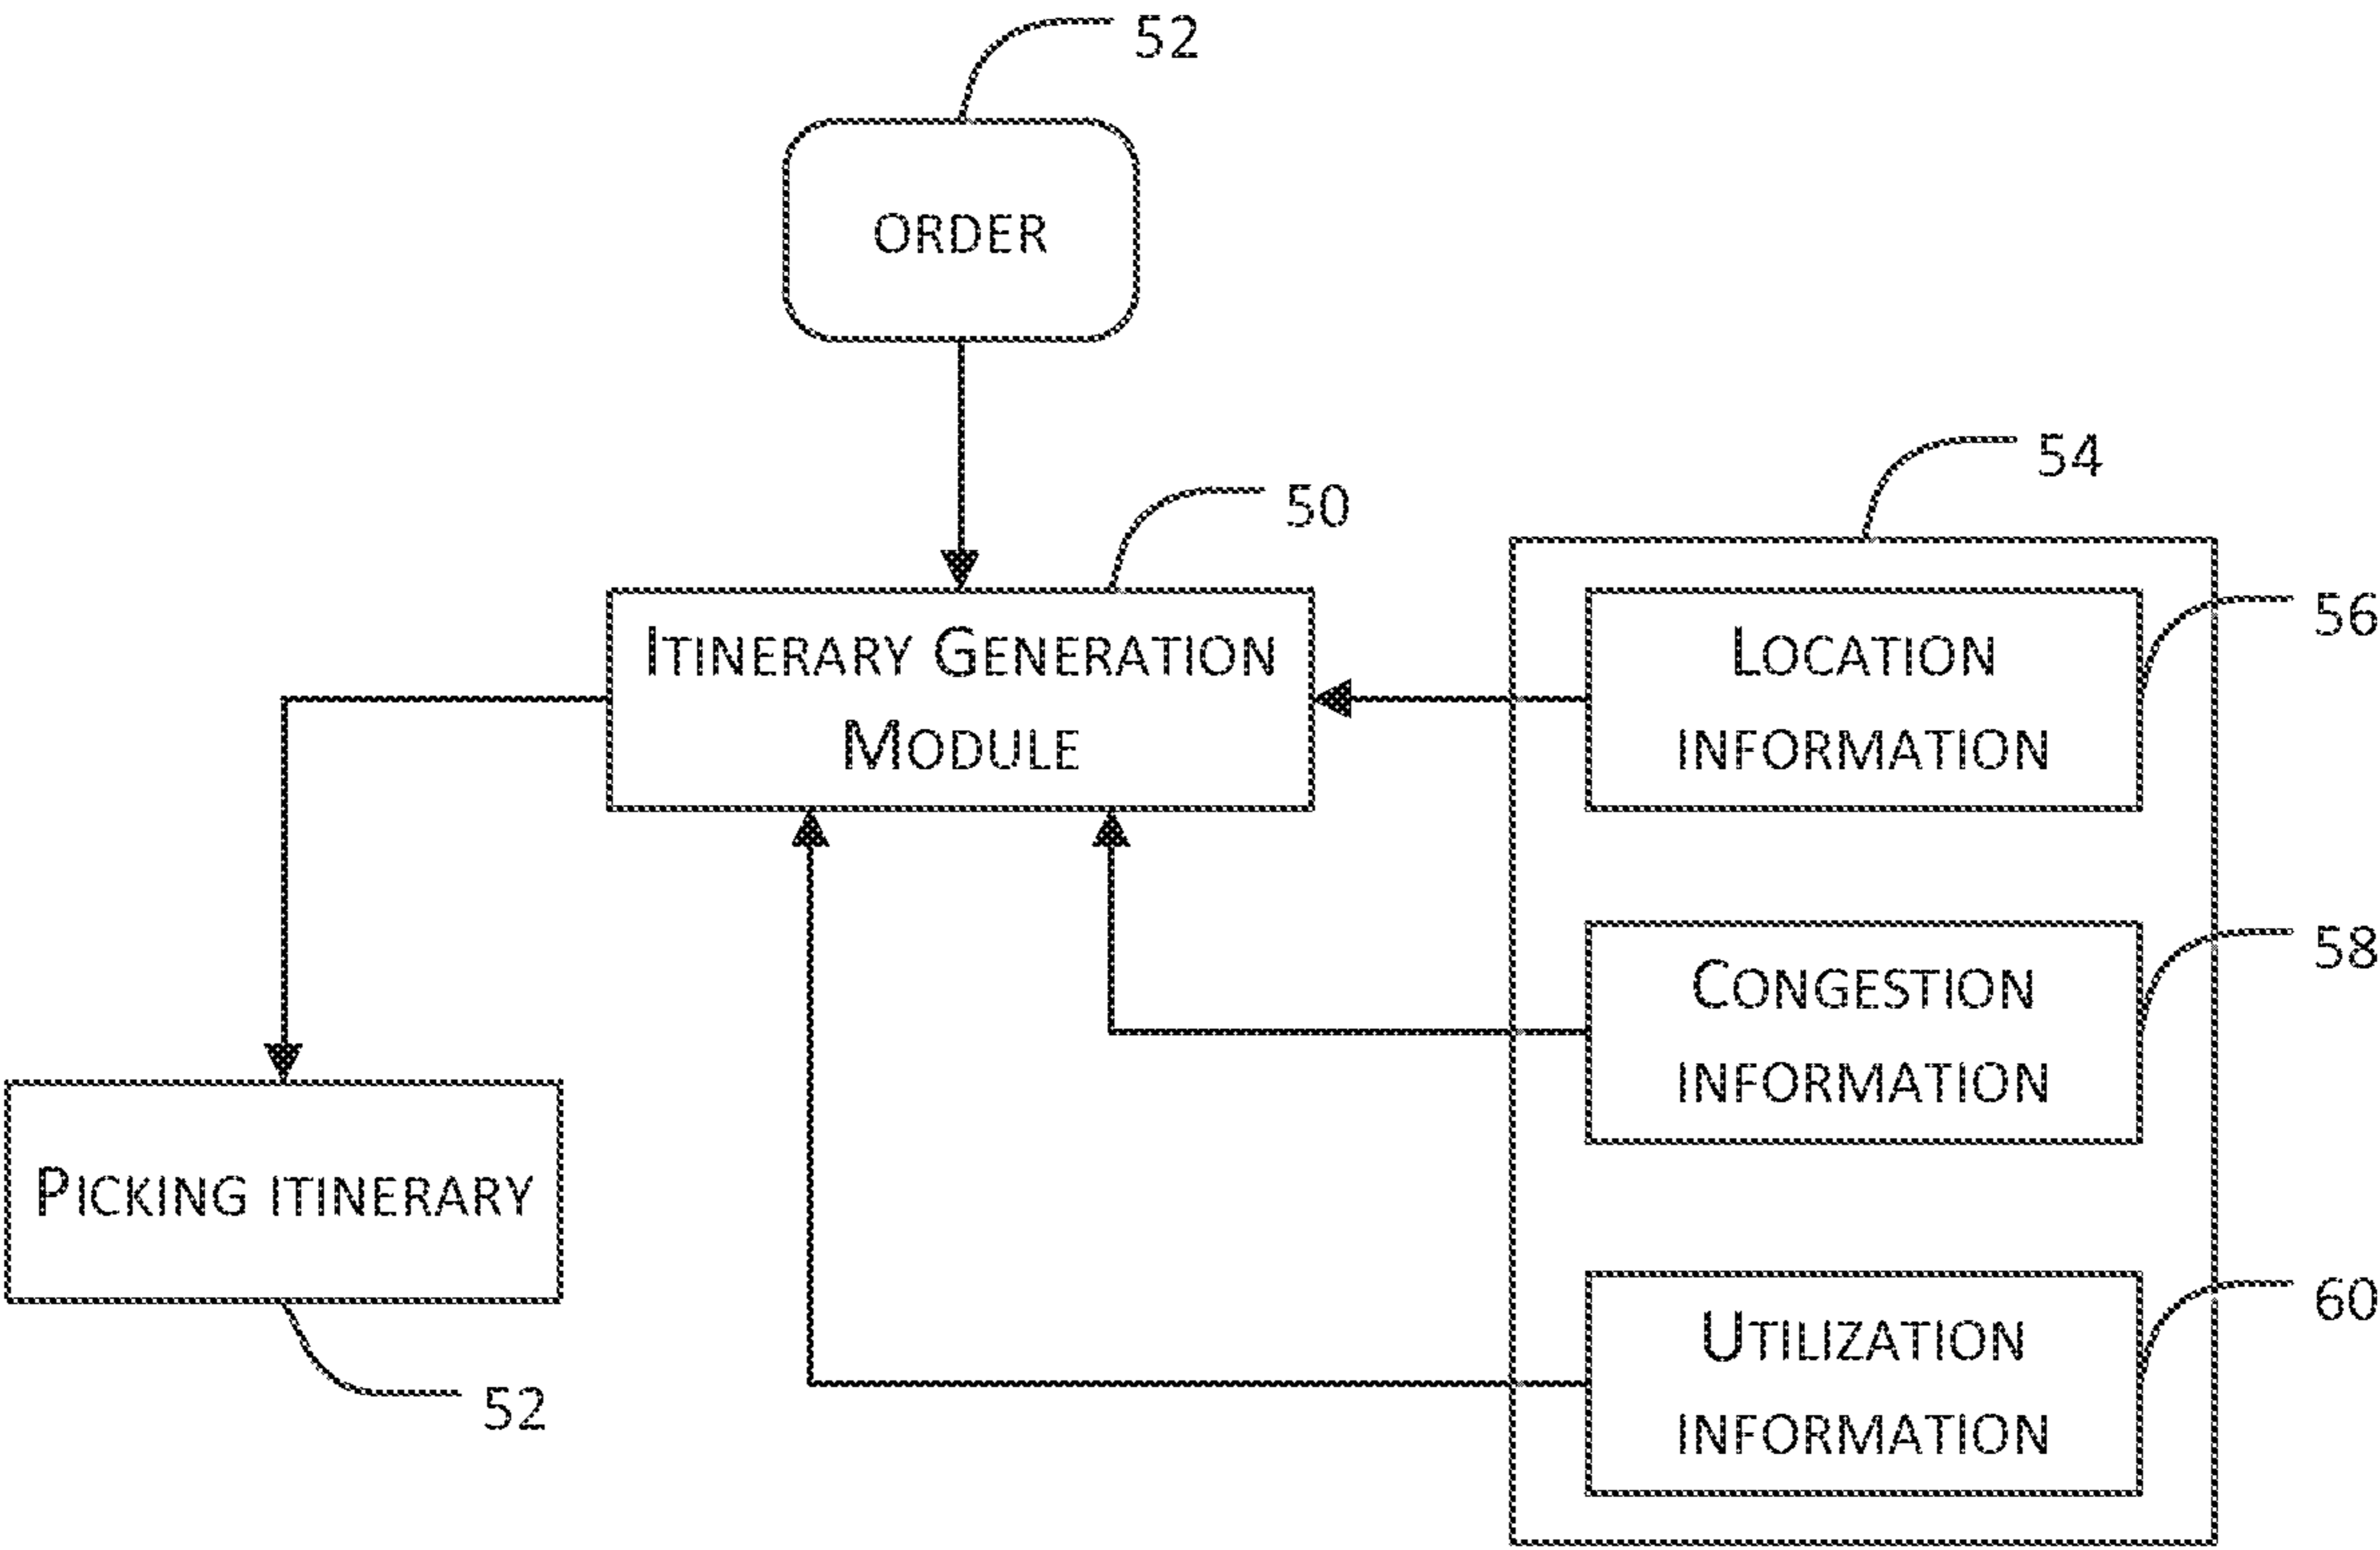 52
ORDER
54
50
ITINERARY GENERATION
MODULE
56
LOCATION
INFORMATION
58
CONGESTION
INFORMATION
PICKING ITINERARY
52
60
UTILIZATION
INFORMATION